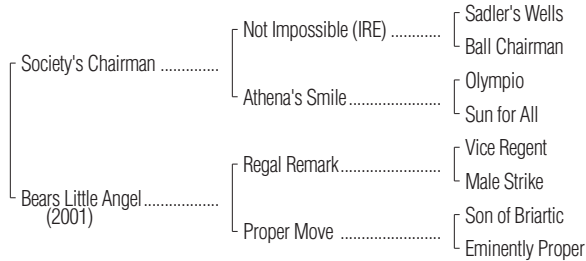 Sadler's Wells
Not Impossible (IRE) ............
Ball Chairman
Society's Chairman ..............
Olympio
Athena's Smile......................
Sun for All
Vice Regent
Regal Remark........................
Male Strike
Bears Little Angel..................
(2001)
Son of Briartic
Proper Move ........................
Eminently Proper